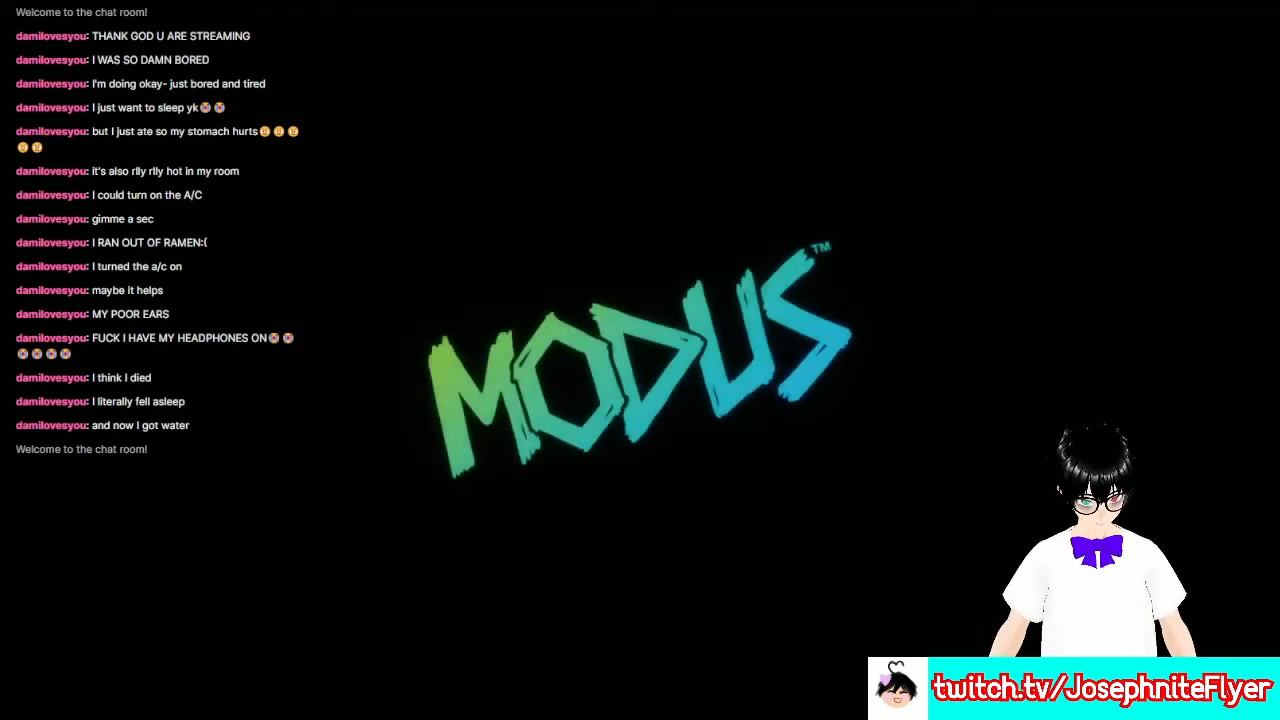 Welcome to the chat room!
damilovesyou: THANK GOD U ARE STREAMING
damilovesyou: I WAS SO DAMN BORED
damilovesyou: I'm doing okay- just bored and tired
damilovesyou: I just want to sleep yk😭😭
damilovesyou: but I just ate so my stomach hurts😳😳😳
😳😳
damilovesyou: it's also rlly rlly hot in my room
damilovesyou: I could turn on the A/C
damilovesyou: gimme a sec
damilovesyou: I RAN OUT OF RAMEN:(
damilovesyou: I turned the a/c on
damilovesyou: maybe it helps
damilovesyou: MY POOR EARS
damilovesyou: FUCK I HAVE MY HEADPHONES ON😭😭
😭😭😭😭
damilovesyou: I think I died
damilovesyou: I literally fell asleep
damilovesyou: and now I got water
Welcome to the chat room!
MODUS™
twitch.tv/JosephniteFlyer